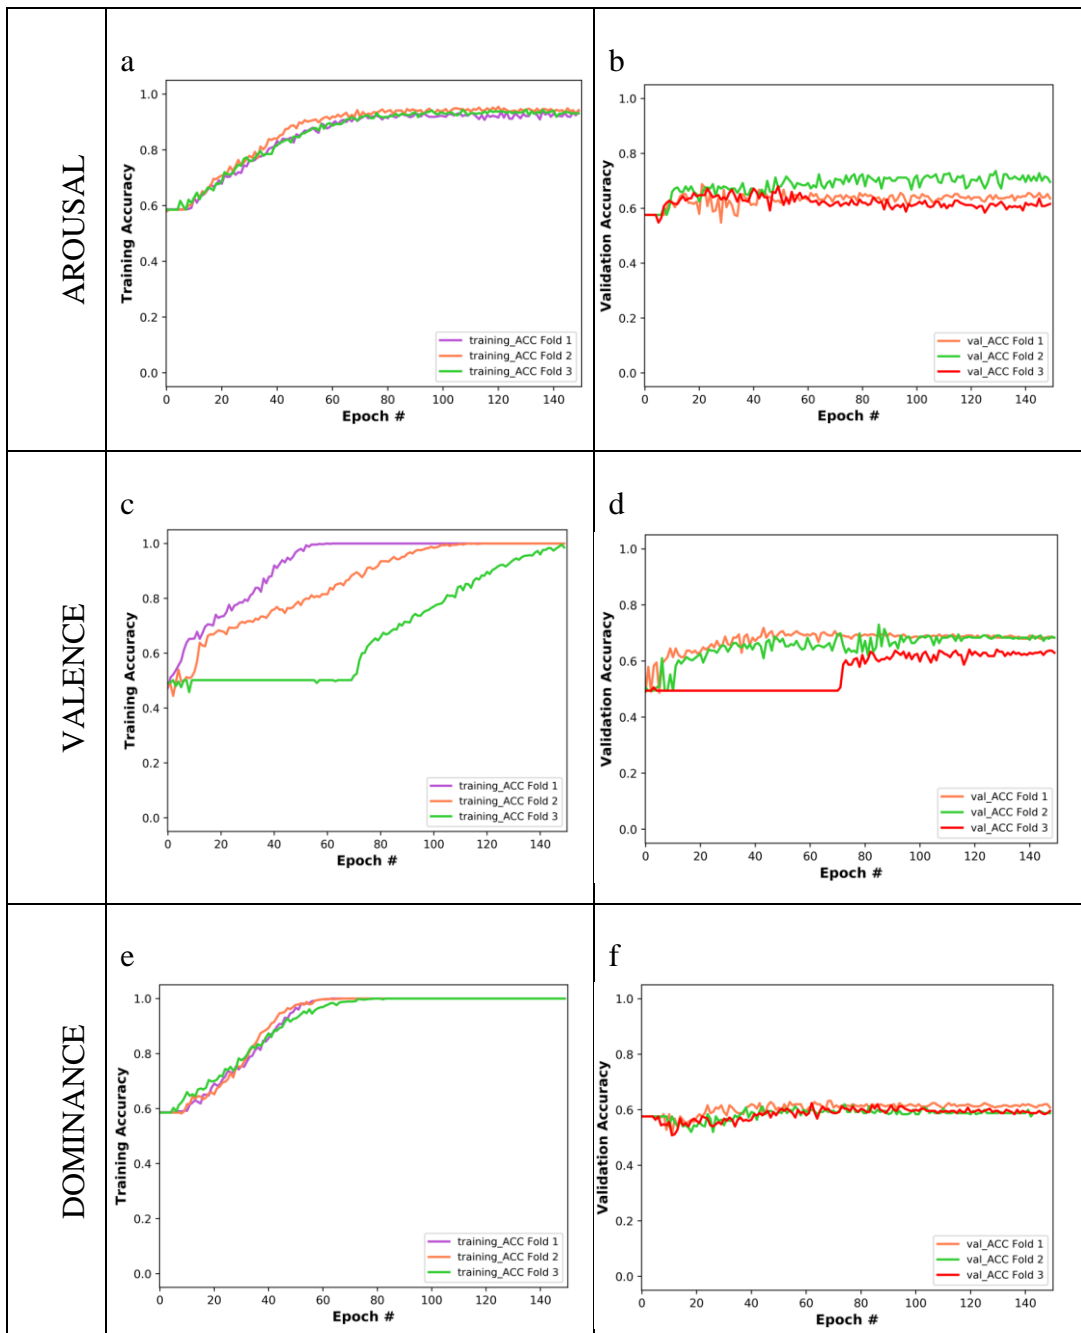 AROUSAL
a
1.0
0.8
0.6
0.4
0.2
0.0
Training Accuracy
training_ACC Fold 1
training_ACC Fold 2
training_ACC Fold 3
0 20 40 60 80 100 120 140
Epoch #
b
1.0
0.8
0.6
0.4
0.2
0.0
Validation Accuracy
val_ACC Fold 1
val_ACC Fold 2
val_ACC Fold 3
0 20 40 60 80 100 120 140
Epoch #
VALENCE
c
1.0
0.8
0.6
0.4
0.2
0.0
Training Accuracy
training_ACC Fold 1
training_ACC Fold 2
training_ACC Fold 3
0 20 40 60 80 100 120 140
Epoch #
d
1.0
0.8
0.6
0.4
0.2
0.0
Validation Accuracy
val_ACC Fold 1
val_ACC Fold 2
val_ACC Fold 3
0 20 40 60 80 100 120 140
Epoch #
DOMINANCE
e
1.0
0.8
0.6
0.4
0.2
0.0
Training Accuracy
training_ACC Fold 1
training_ACC Fold 2
training_ACC Fold 3
0 20 40 60 80 100 120 140
Epoch #
f
1.0
0.8
0.6
0.4
0.2
0.0
Validation Accuracy
val_ACC Fold 1
val_ACC Fold 2
val_ACC Fold 3
0 20 40 60 80 100 120 140
Epoch #